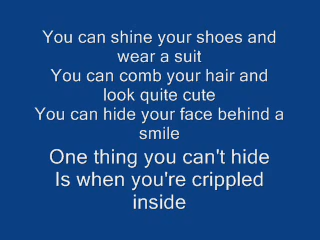 You can shine your shoes and
wear a suit
You can comb your hair and
look quite cute
You can hide your face behind a
smile
One thing you can't hide
Is when you're crippled
inside